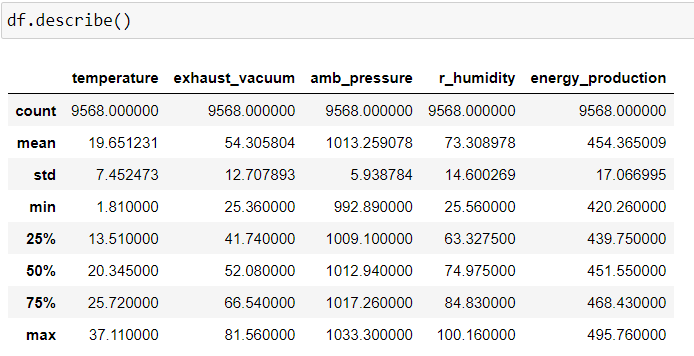 df.describe()
temperature exhaust_vacuum amb_pressure r_humidity energy_production
count 9568.000000 9568.000000 9568.000000 9568.000000 9568.000000
mean 19.651231 54.305804 1013.259078 73.308978 454.365009
std 7.452473 12.707893 5.938784 14.600269 17.066995
min 1.810000 25.360000 992.890000 25.560000 420.260000
25% 13.510000 41.740000 1009.100000 63.327500 439.750000
50% 20.345000 52.080000 1012.940000 74.975000 451.550000
75% 25.720000 66.540000 1017.260000 84.830000 468.430000
max 37.110000 81.560000 1033.300000 100.160000 495.760000